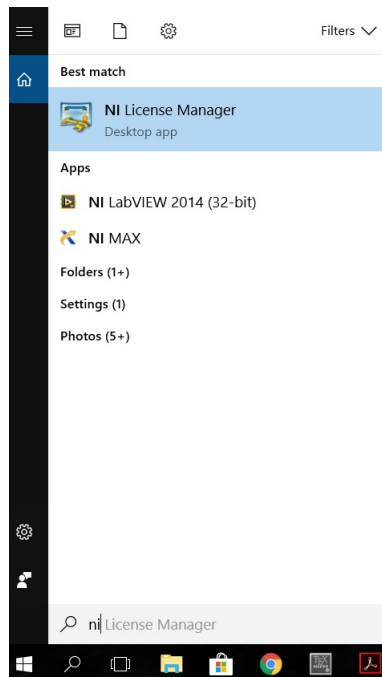 Filters
Best match
NI License Manager
Desktop app
Apps
NI LabVIEW 2014 (32-bit)
NI MAX
Folders (1+)
Settings (1)
Photos (5+)
ni License Manager
TEX